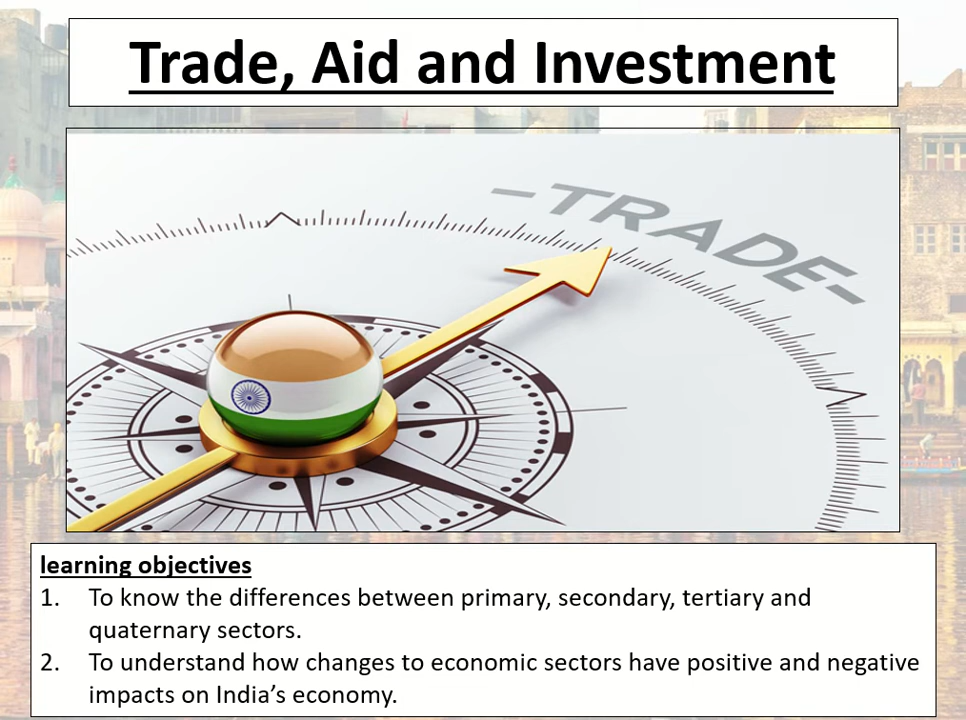 Trade, Aid and Investment
-TRADE-
learning objectives
1. To know the differences between primary, secondary, tertiary and
quaternary sectors.
2. To understand how changes to economic sectors have positive and negative
impacts on India's economy.